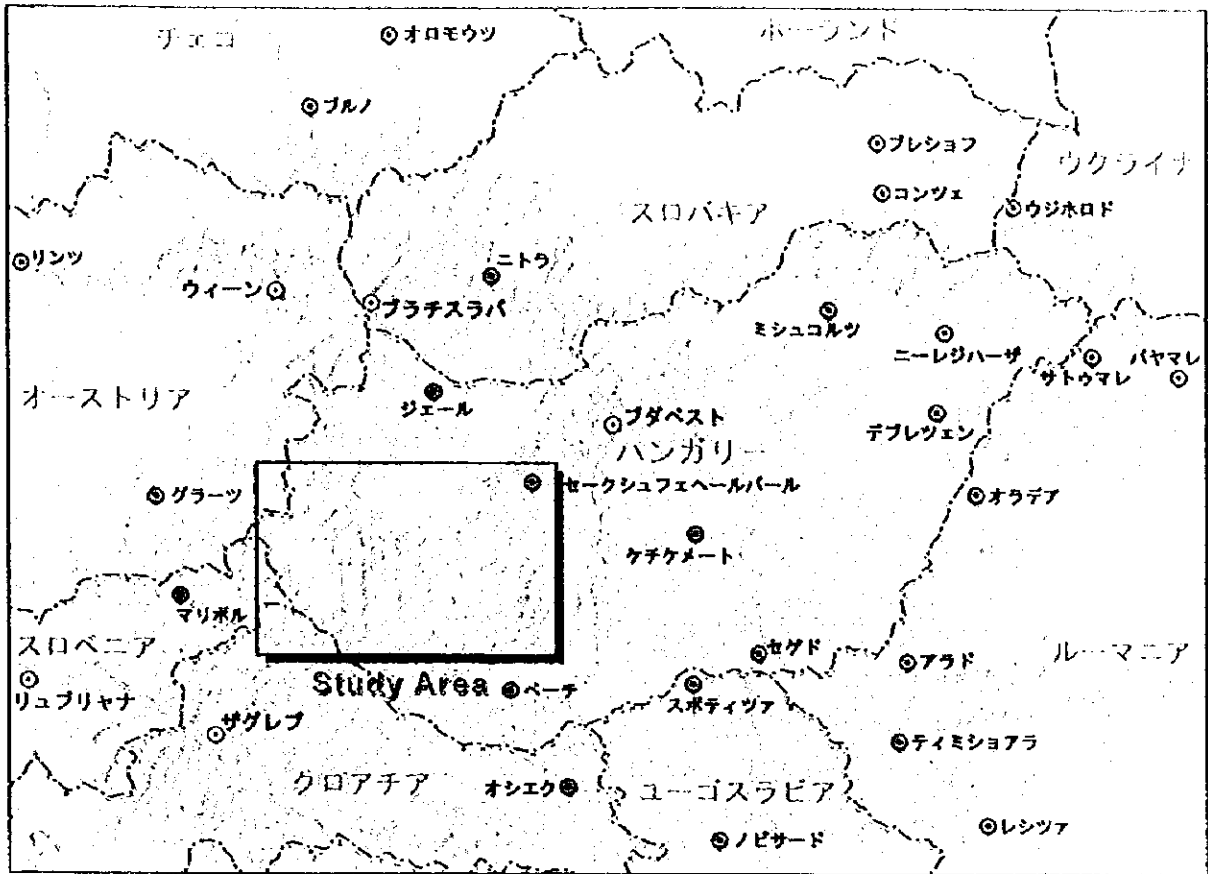 チェコ
オロモウツ
ポーランド
ブルノ
プレショフ
ウクライナ
コンツェ
スロバキア
ウジホロド
リンツ
ニトラ
ウィーン
ブラチスラバ
ミシュコルツ
ニーレジハーザ
サトゥマレ
バヤマレ
オーストリア
ジェール
ブダペスト
デブレツェン
ハンガリー
グラーツ
セークシュフェヘールバール
オラデア
ケチケメート
マリボル
スロベニア
セゲド
アラド
ルーマニア
リュブリャナ
Study Area
ペーチ
スボティツァ
ザグレブ
ティミショアラ
クロアチア
オシエク
ユーゴスラビア
ノビサード
レシツァ